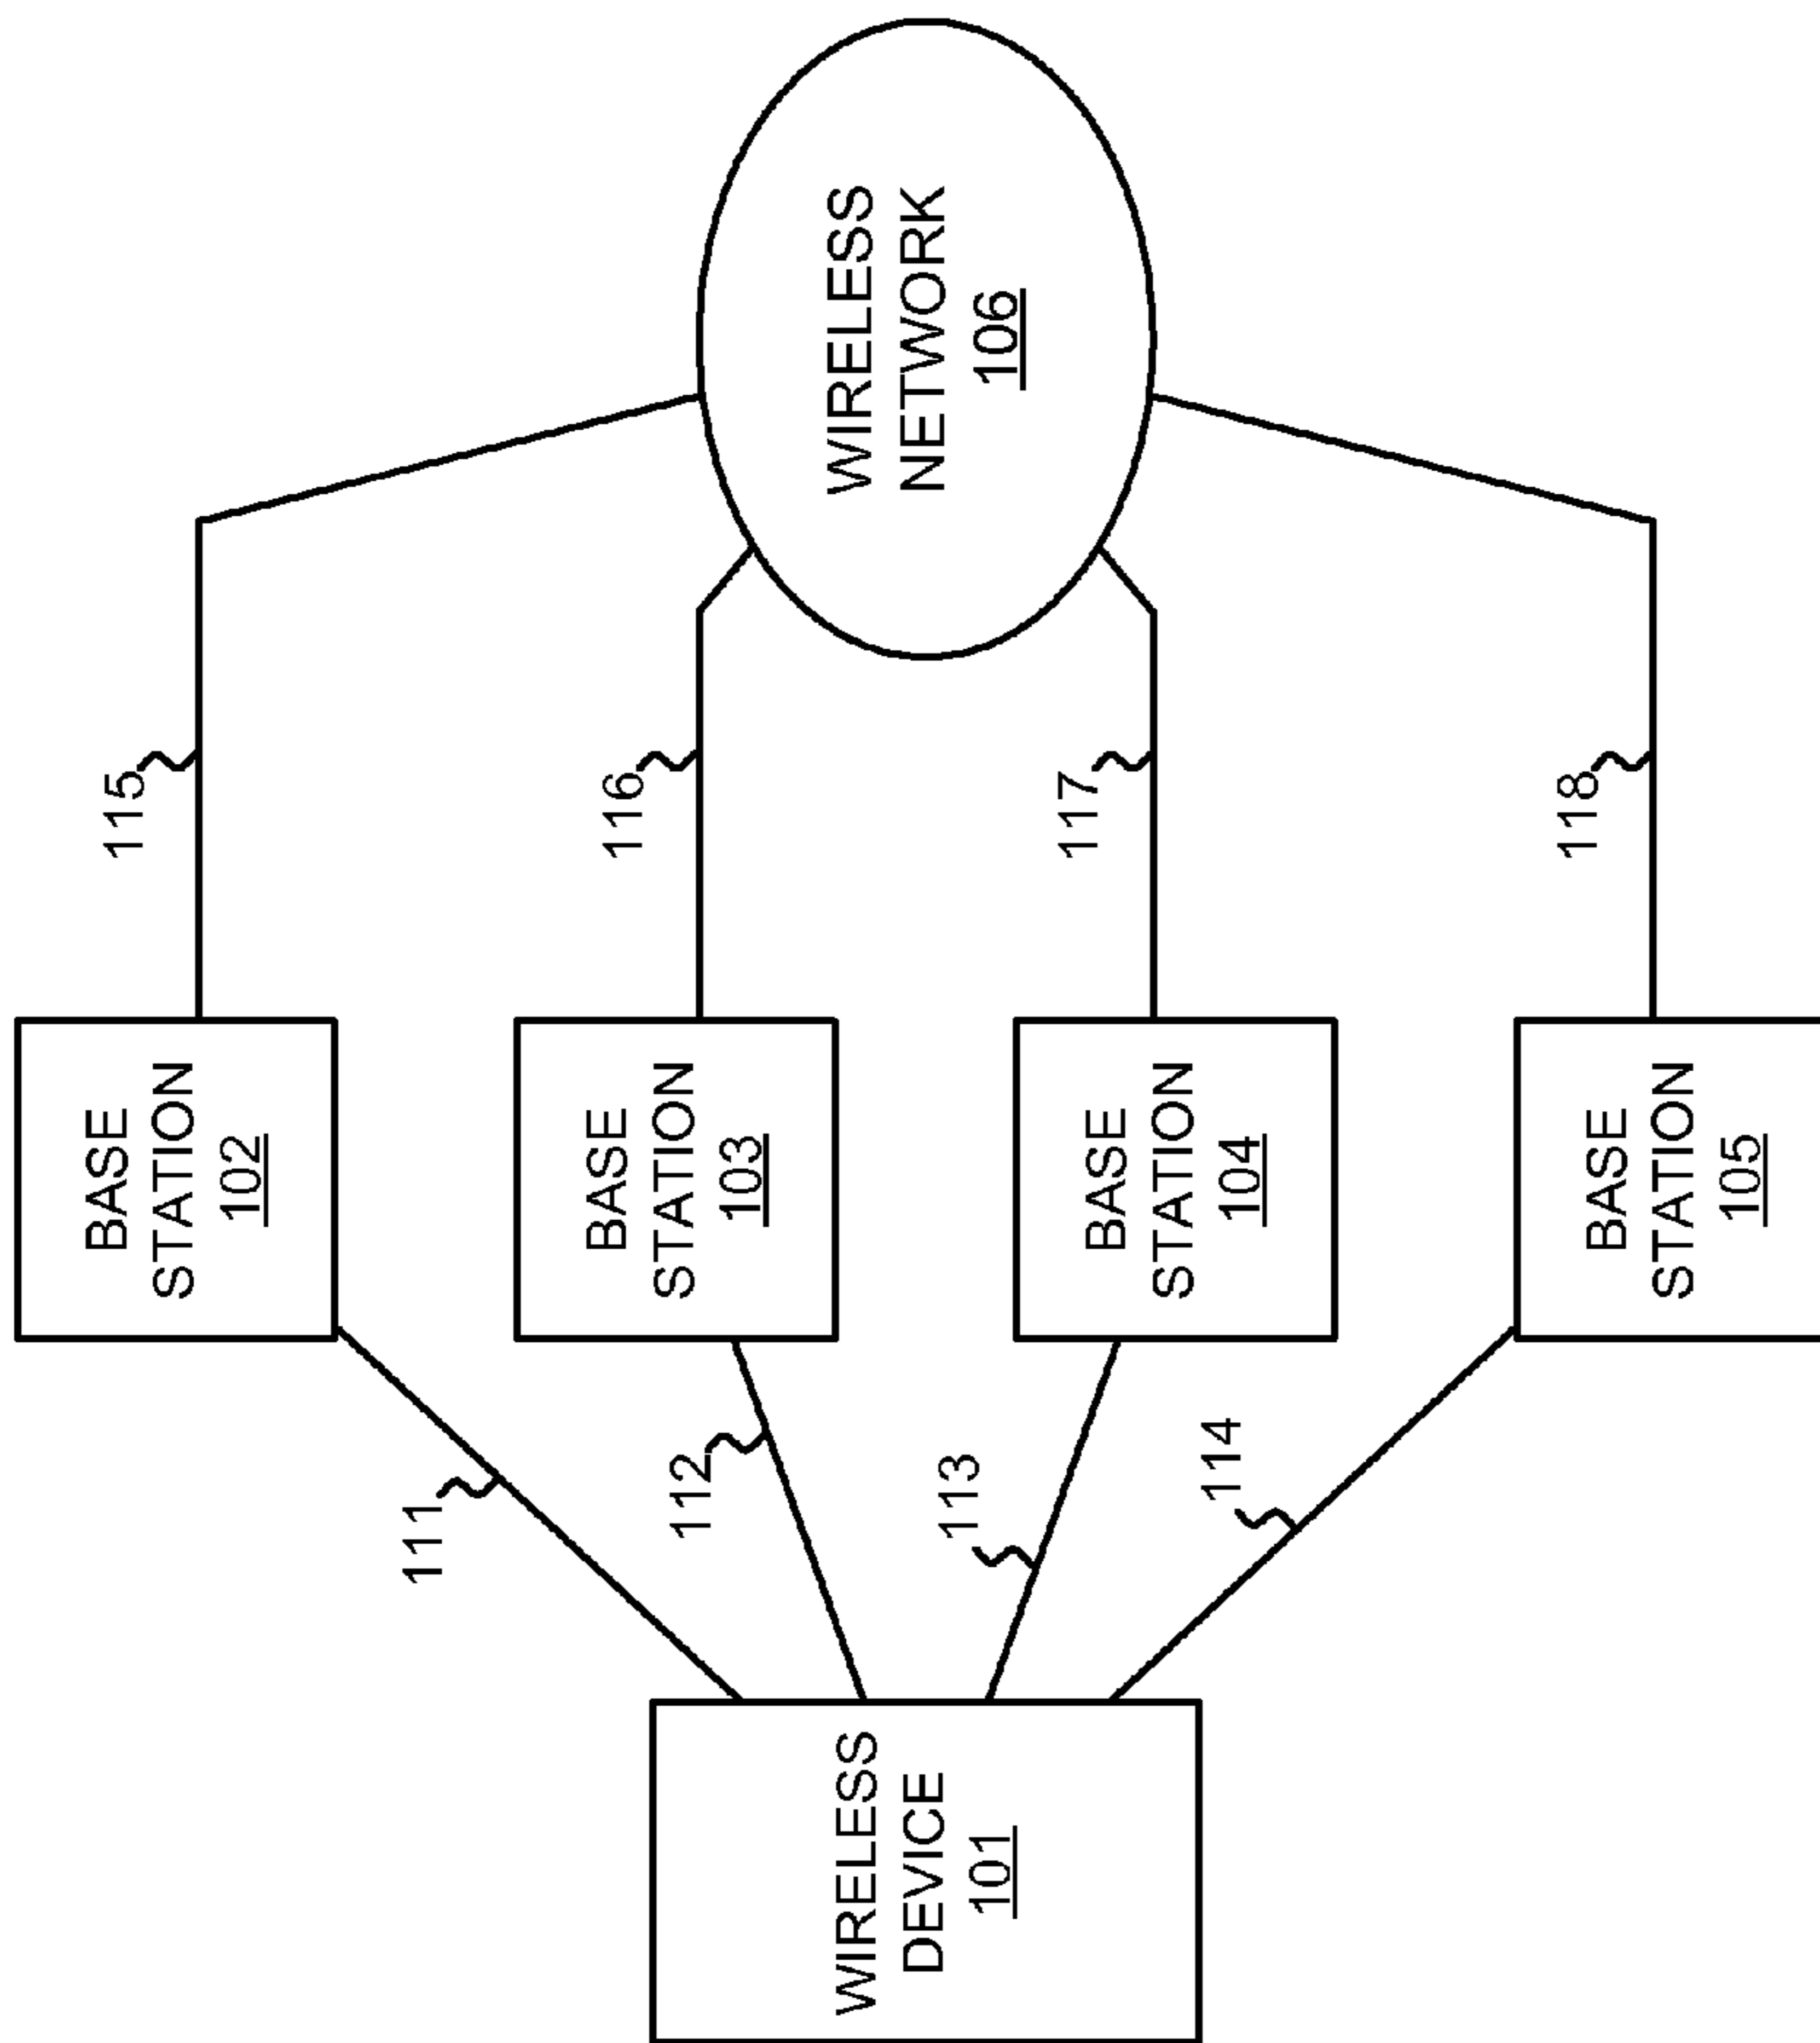 WIRELESS
DEVICE
101
111
112
113
114
BASE
STATION
102
BASE
STATION
103
BASE
STATION
104
BASE
STATION
105
115
116
117
118
WIRELESS
NETWORK
106